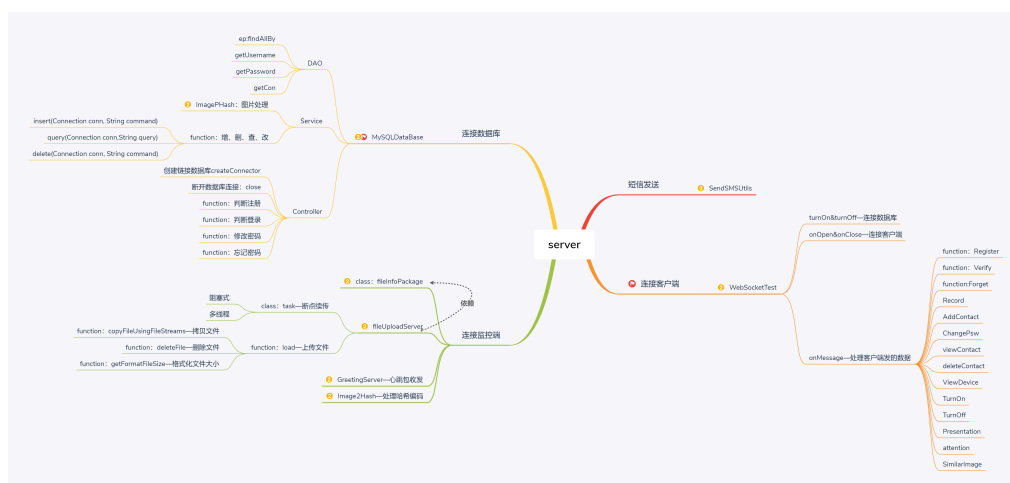 server
连接数据库
MySQLDataBase
DAO
ep:findAllBy
getUsername
getPassword
getCon
Service
ImagePHash：图片处理
function：增、删、查、改
insert(Connection conn, String command)
query(Connection conn,String query)
delete(Connection conn, String command)
Controller
创建链接数据库createConnector
断开数据库连接：close
function：判断注册
function：判断登录
function：修改密码
function：忘记密码
短信发送
SendSMSUtils
连接客户端
WebSocketTest
turnOn&turnOff—连接数据库
onOpen&onClose—连接客户端
onMessage—处理客户端发的数据
function：Register
function：Verify
function:Forget
Record
AddContact
ChangePsw
viewContact
deleteContact
ViewDevice
TurnOn
TurnOff
Presentation
attention
SimilarImage
连接监控端
class：fileInfoPackage
依赖
fileUploadServer
class：task—断点续传
阻塞式
多线程
function：load—上传文件
function：copyFileUsingFileStreams—拷贝文件
function：deleteFile—删除文件
function：getFormatFileSize—格式化文件大小
GreetingServer—心跳包收发
Image2Hash—处理哈希编码